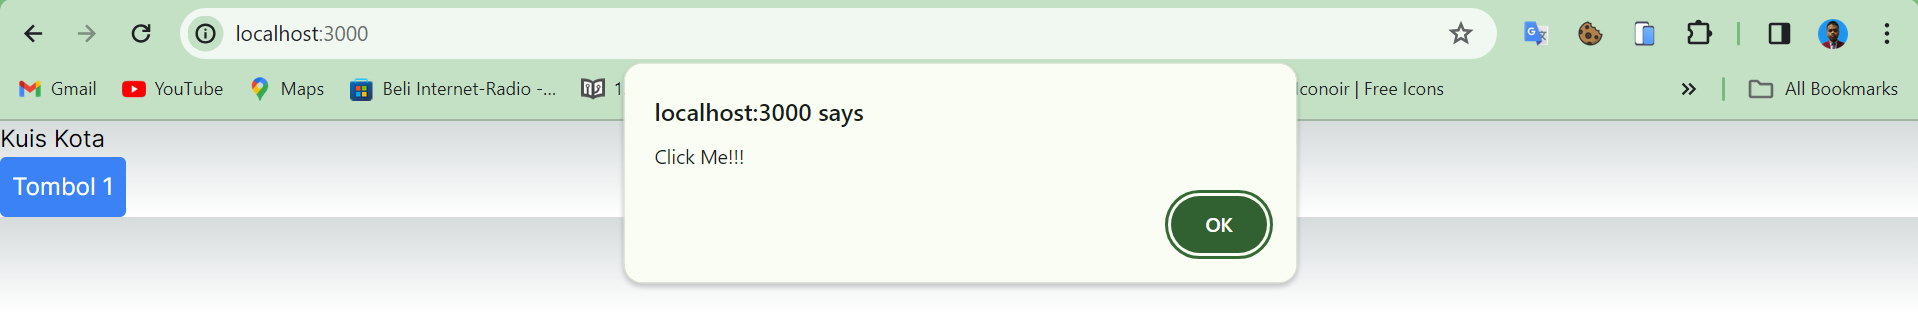 localhost:3000
Gmail YouTube Maps Beli Internet-Radio -... 1 Iconoir | Free Icons All Bookmarks
localhost:3000 says
Click Me!!!
OK
Kuis Kota
Tombol 1